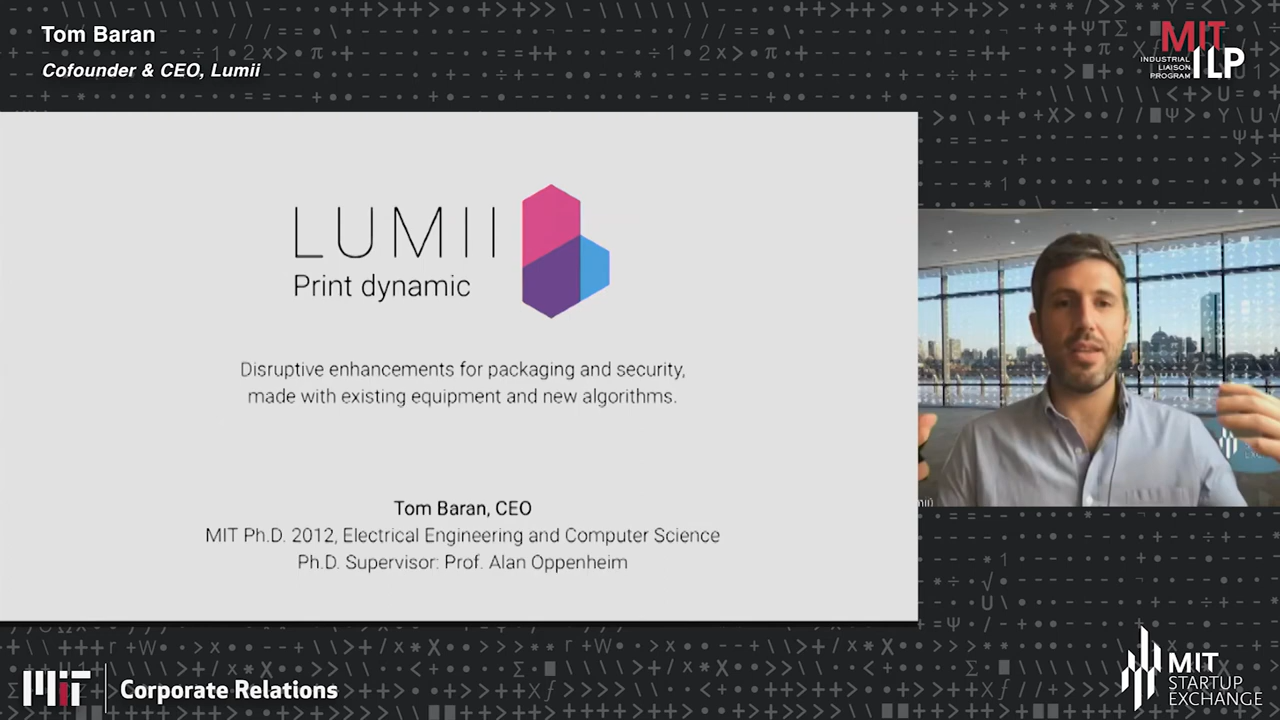 Tom Baran
Cofounder & CEO, Lumii
MIT
INDUSTRIAL
LIAISON
PROGRAM
ILP
LUMII
Print dynamic
Disruptive enhancements for packaging and security,
made with existing equipment and new algorithms.
Tom Baran, CEO
MIT Ph.D. 2012, Electrical Engineering and Computer Science
Ph.D. Supervisor: Prof. Alan Oppenheim
MIT
Corporate Relations
MIT
STARTUP
EXCHANGE